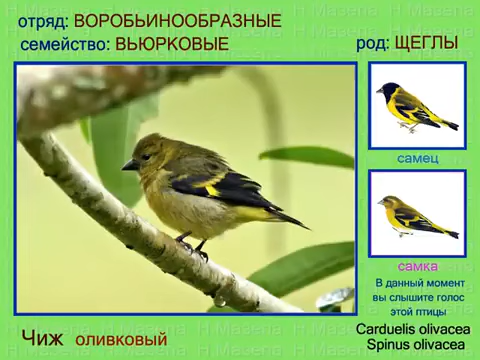 отряд: ВОРОБЬИНООБРАЗНЫЕ
семейство: ВЬЮРКОВЫЕ
род: ЩЕГЛЫ
самец
самка
В данный момент
вы слышите голос
этой птицы
Чиж оливковый
Carduelis olivacea
Spinus olivacea
Н.Мазепа